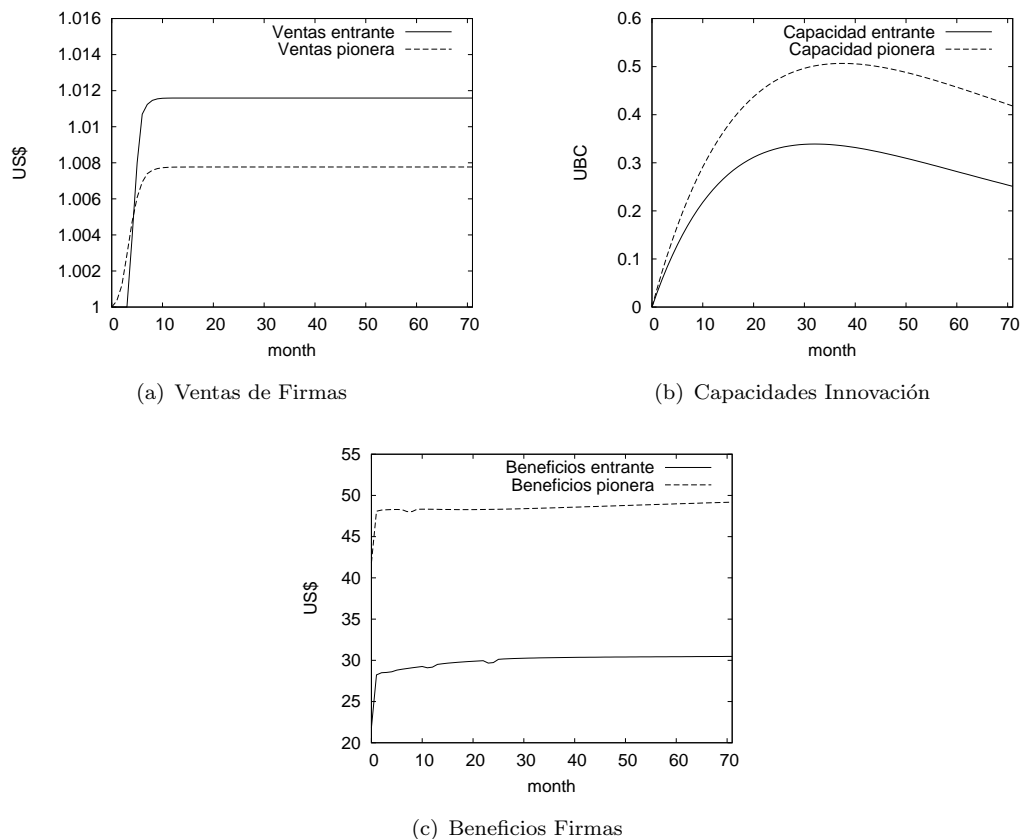 1.016
1.014
1.012
1.01
1.008
1.006
1.004
1.002
1
US$
0 10 20 30 40 50 60 70
month
Ventas entrante
Ventas pionera
(a) Ventas de Firmas
0.6
0.5
0.4
0.3
0.2
0.1
0
UBC
0 10 20 30 40 50 60 70
month
Capacidad entrante
Capacidad pionera
(b) Capacidades Innovación
55
50
45
40
35
30
25
20
US$
0 10 20 30 40 50 60 70
month
Beneficios entrante
Beneficios pionera
(c) Beneficios Firmas